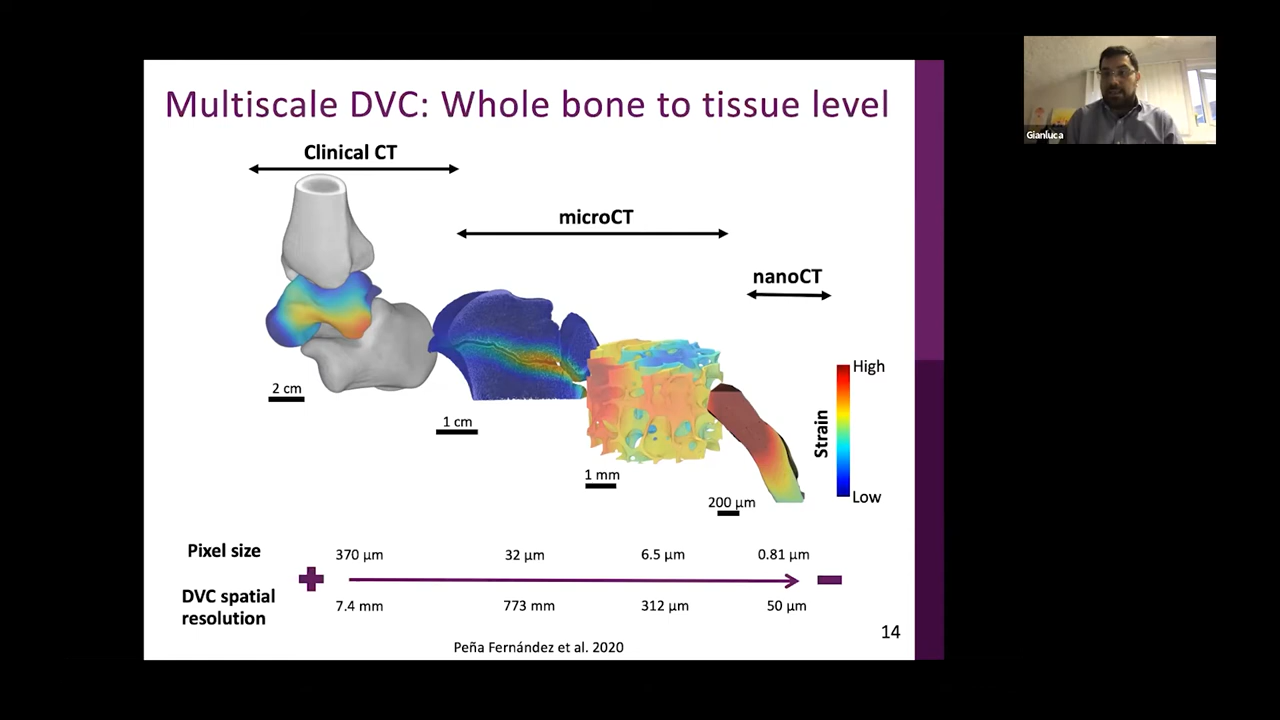 Multiscale DVC: Whole bone to tissue level
Clinical CT
microCT
nanoCT
2 cm
1 cm
1 mm
200 µm
High
Strain
Low
Pixel size
370 µm
32 µm
6.5 µm
0.81 µm
DVC spatial
resolution
7.4 mm
773 mm
312 µm
50 µm
Peña Fernández et al. 2020
14
Gianluca